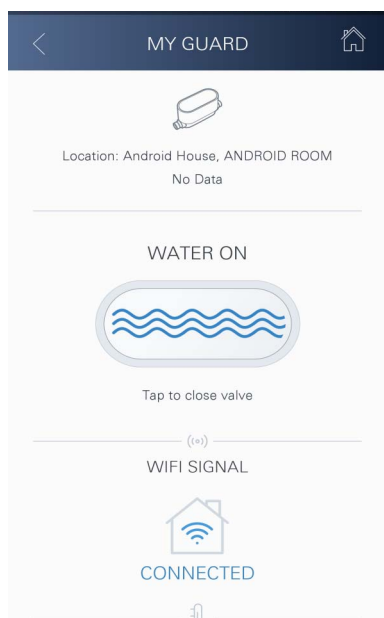 MY GUARD
Location: Android House, ANDROID ROOM
No Data
WATER ON
Tap to close valve
WIFI SIGNAL
CONNECTED